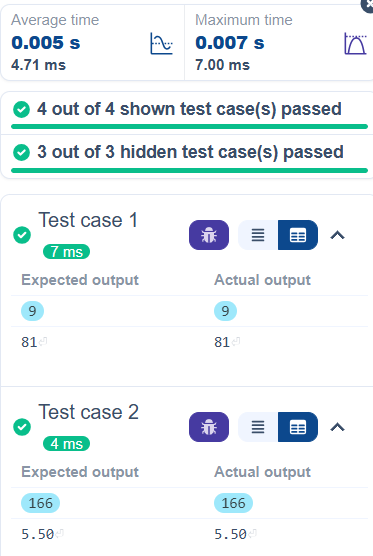 Average time Maximum time
0.005 s 0.007 s
4.71 ms 7.00 ms
4 out of 4 shown test case(s) passed
3 out of 3 hidden test case(s) passed
Test case 1
7 ms
Expected output Actual output
9 9
81⏎ 81⏎
Test case 2
4 ms
Expected output Actual output
166 166
5.50⏎ 5.50⏎